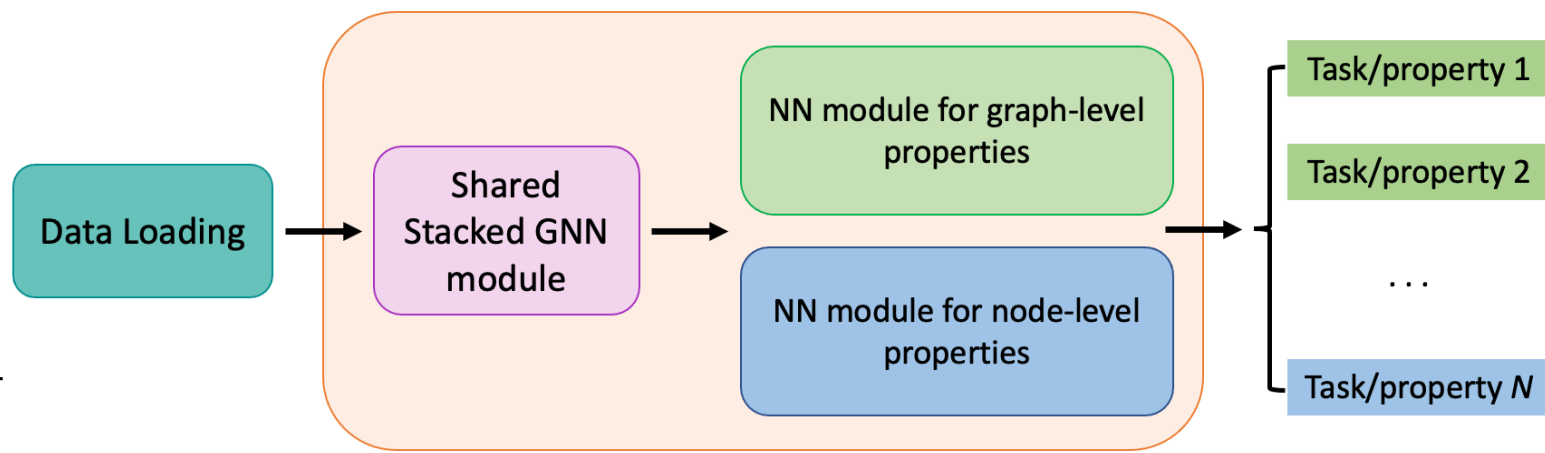 Data Loading
Shared
Stacked GNN
module
NN module for graph-level
properties
NN module for node-level
properties
Task/property 1
Task/property 2
...
Task/property N